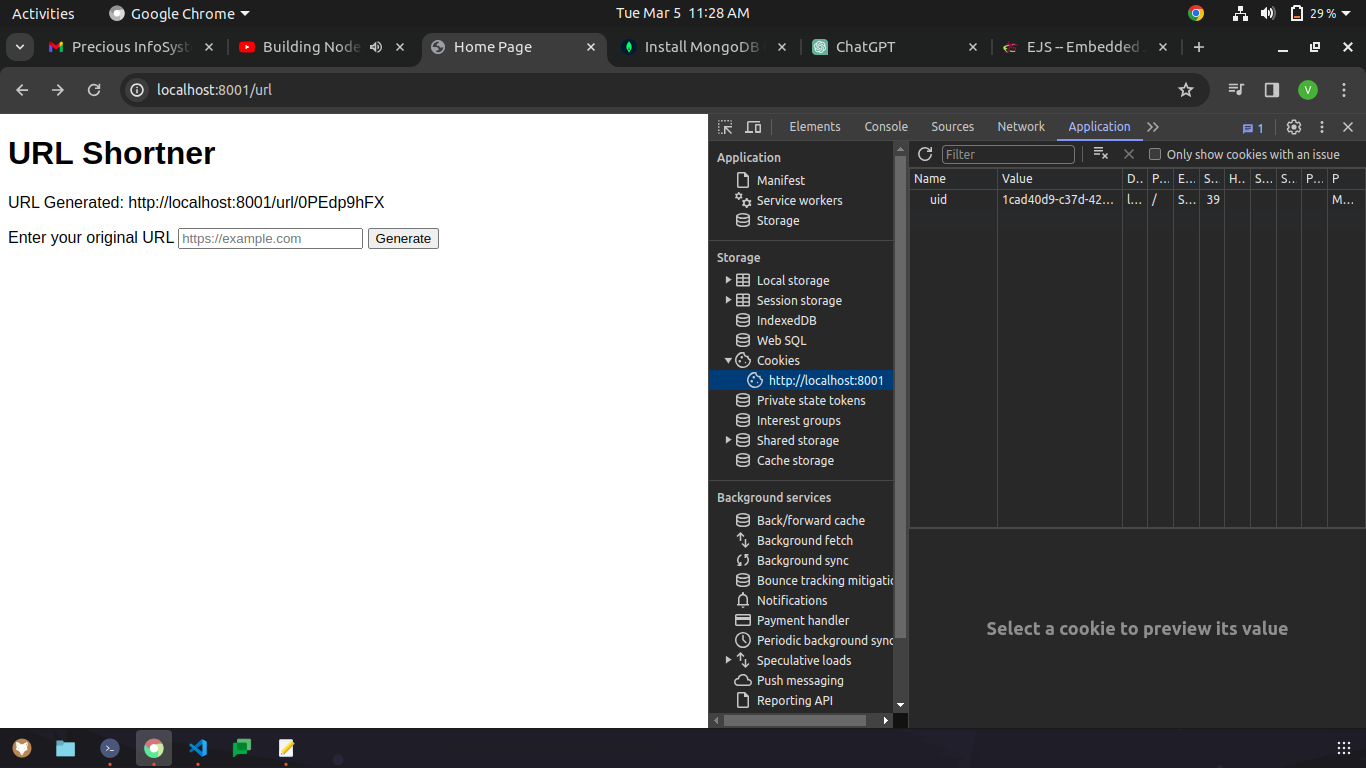 Activities Google Chrome Tue Mar 5 11:28 AM 29 %
Precious InfoSyst Building Node Home Page Install MongoDB ChatGPT EJS -- Embedded
localhost:8001/url V
URL Shortner
URL Generated: http://localhost:8001/url/0PEdp9hFX
Enter your original URL https://example.com Generate
Elements Console Sources Network Application 1
Application
Manifest
Service workers
Storage
Storage
Local storage
Session storage
IndexedDB
Web SQL
Cookies
http://localhost:8001
Private state tokens
Interest groups
Shared storage
Cache storage
Background services
Back/forward cache
Background fetch
Background sync
Bounce tracking mitigatio
Notifications
Payment handler
Periodic background sync
Speculative loads
Push messaging
Reporting API
Filter Only show cookies with an issue
Name Value D.. P... E... S... H.. S... S... P... P
uid 1cad40d9-c37d-42... l... / S... 39 M...
Select a cookie to preview its value